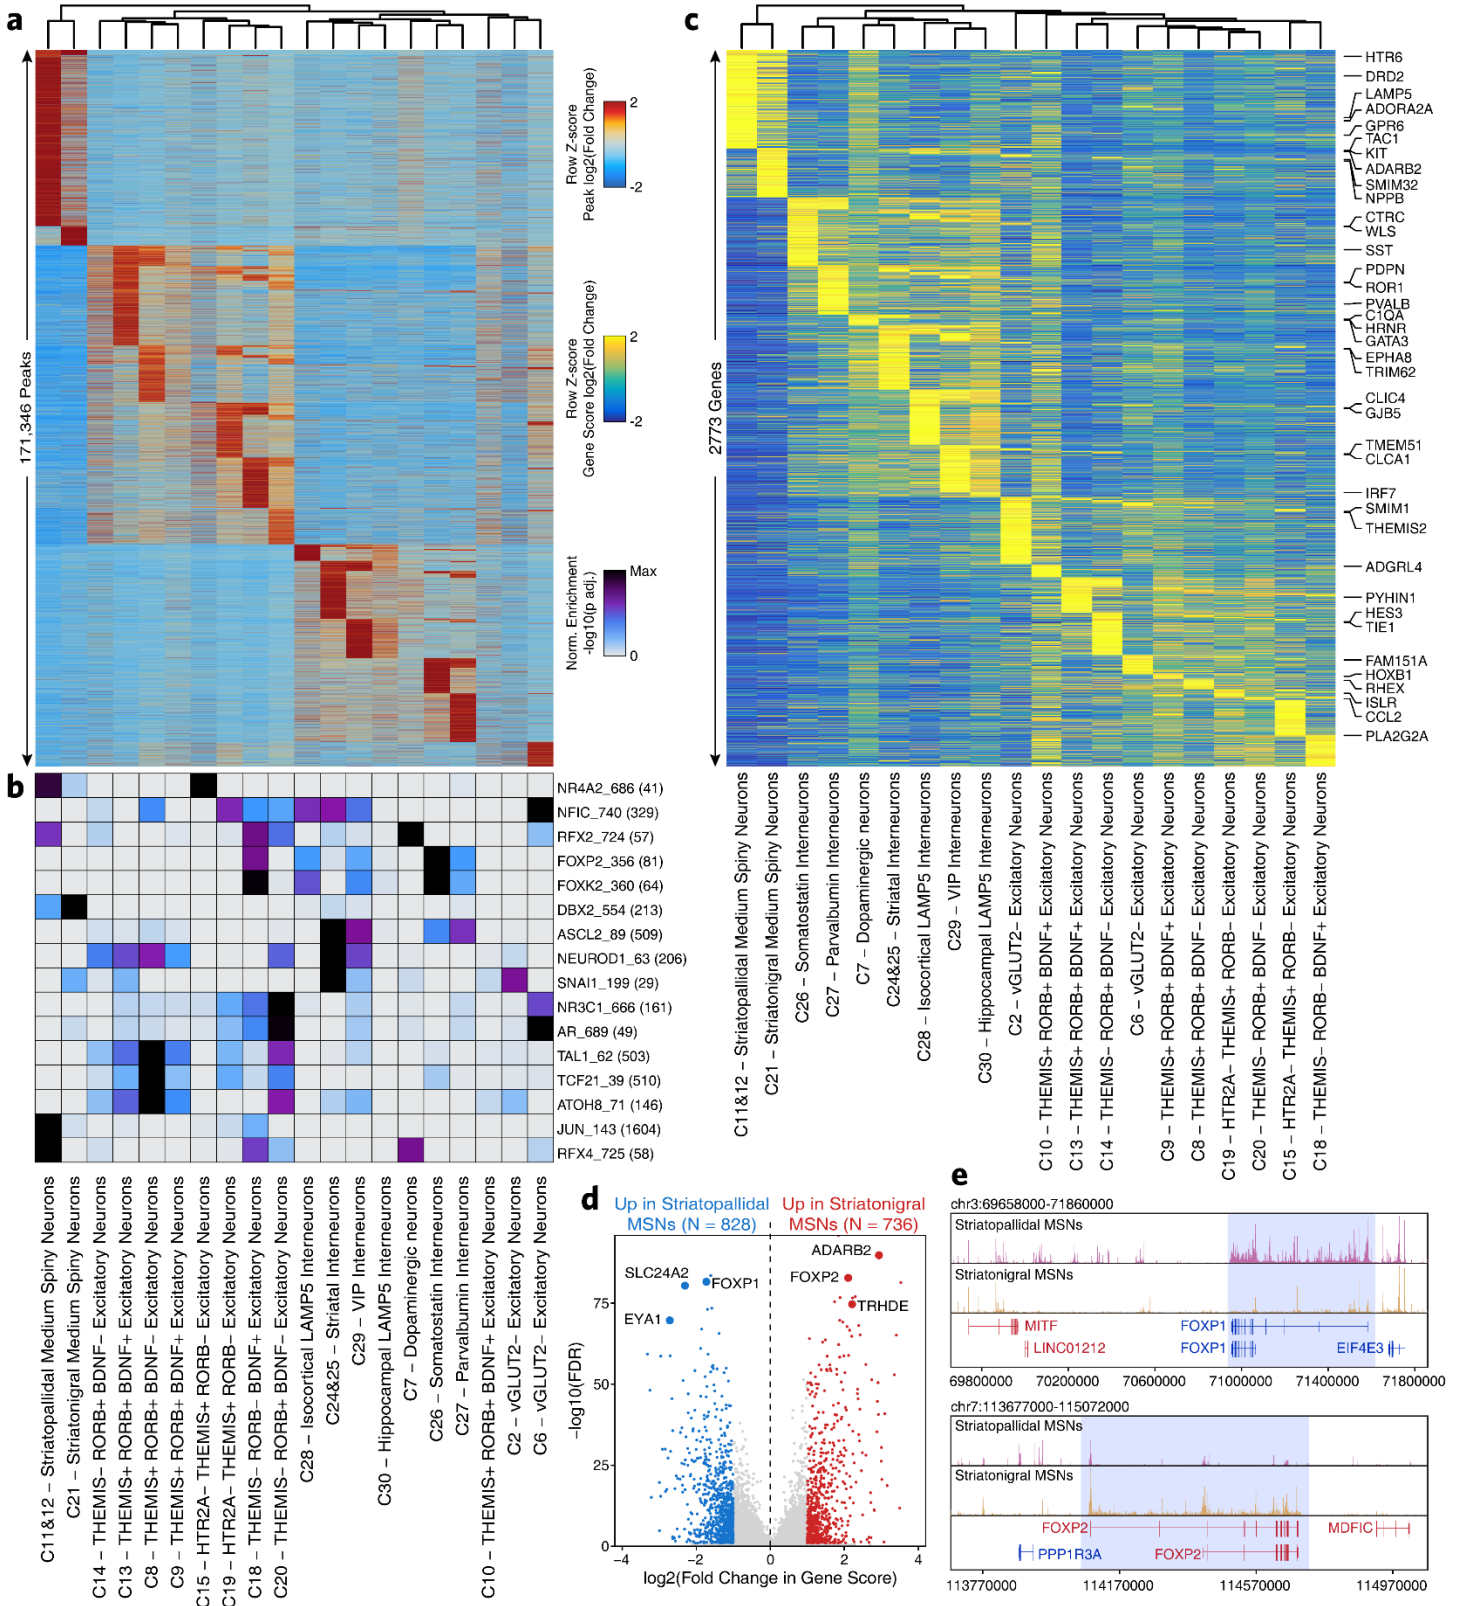 a
171,346 Peaks
Row Z-score
Peak log2(Fold Change)
2
-2
Row Z-score
Gene Score log2(Fold Change)
2
-2
Norm. Enrichment
-log10(p adj.)
Max
0
b
NR4A2_686 (41)
NFIC_740 (329)
RFX2_724 (57)
FOXP2_356 (81)
FOXK2_360 (64)
DBX2_554 (213)
ASCL2_89 (509)
NEUROD1_63 (206)
SNAI1_199 (29)
NR3C1_666 (161)
AR_689 (49)
TAL1_62 (503)
TCF21_39 (510)
ATOH8_71 (146)
JUN_143 (1604)
RFX4_725 (58)
C11&12 – Striatopallidal Medium Spiny Neurons
C21 – Striatonigral Medium Spiny Neurons
C14 – THEMIS– RORB+ BDNF– Excitatory Neurons
C13 – THEMIS+ RORB+ BDNF+ Excitatory Neurons
C8 – THEMIS+ RORB+ BDNF– Excitatory Neurons
C9 – THEMIS+ RORB+ BDNF+ Excitatory Neurons
C15 – HTR2A– THEMIS+ RORB– Excitatory Neurons
C19 – HTR2A– THEMIS+ RORB– Excitatory Neurons
C18 – THEMIS– RORB– BDNF+ Excitatory Neurons
C20 – THEMIS– RORB+ BDNF– Excitatory Neurons
C28 – Isocortical LAMP5 Interneurons
C24&25 – Striatal Interneurons
C29 – VIP Interneurons
C30 – Hippocampal LAMP5 Interneurons
C7 – Dopaminergic neurons
C26 – Somatostatin Interneurons
C27 – Parvalbumin Interneurons
C10 – THEMIS+ RORB+ BDNF+ Excitatory Neurons
C2 – vGLUT2– Excitatory Neurons
C6 – vGLUT2– Excitatory Neurons
c
2773 Genes
HTR6
DRD2
LAMP5
ADORA2A
GPR6
TAC1
KIT
ADARB2
SMIM32
NPPB
CTRC
WLS
SST
PDPN
ROR1
PVALB
C1QA
HRNR
GATA3
EPHA8
TRIM62
CLIC4
GJB5
TMEM51
CLCA1
IRF7
SMIM1
THEMIS2
ADGRL4
PYHIN1
HES3
TIE1
FAM151A
HOXB1
RHEX
ISLR
CCL2
PLA2G2A
C11&12 – Striatopallidal Medium Spiny Neurons
C21 – Striatonigral Medium Spiny Neurons
C26 – Somatostatin Interneurons
C27 – Parvalbumin Interneurons
C7 – Dopaminergic neurons
C24&25 – Striatal Interneurons
C28 – Isocortical LAMP5 Interneurons
C29 – VIP Interneurons
C30 – Hippocampal LAMP5 Interneurons
C2 – vGLUT2– Excitatory Neurons
C10 – THEMIS+ RORB+ BDNF+ Excitatory Neurons
C13 – THEMIS+ RORB+ BDNF+ Excitatory Neurons
C14 – THEMIS– RORB+ BDNF– Excitatory Neurons
C6 – vGLUT2– Excitatory Neurons
C9 – THEMIS+ RORB+ BDNF+ Excitatory Neurons
C8 – THEMIS+ RORB+ BDNF– Excitatory Neurons
C19 – HTR2A– THEMIS+ RORB– Excitatory Neurons
C20 – THEMIS– RORB+ BDNF– Excitatory Neurons
C15 – HTR2A– THEMIS+ RORB– Excitatory Neurons
C18 – THEMIS– RORB– BDNF+ Excitatory Neurons
d
Up in Striatopallidal
MSNs (N = 828)
Up in Striatonigral
MSNs (N = 736)
ADARB2
SLC24A2
FOXP1
FOXP2
EYA1
TRHDE
–log10(FDR)
75
50
25
0
–4
–2
0
2
4
log2(Fold Change in Gene Score)
e
chr3:69658000-71860000
Striatopallidal MSNs
Striatonigral MSNs
MITF
FOXP1
LINC01212
FOXP1
EIF4E3
69800000
70200000
70600000
71000000
71400000
71800000
chr7:113677000-115072000
Striatopallidal MSNs
Striatonigral MSNs
FOXP2
MDFIC
PPP1R3A
FOXP2
113770000
114170000
114570000
114970000